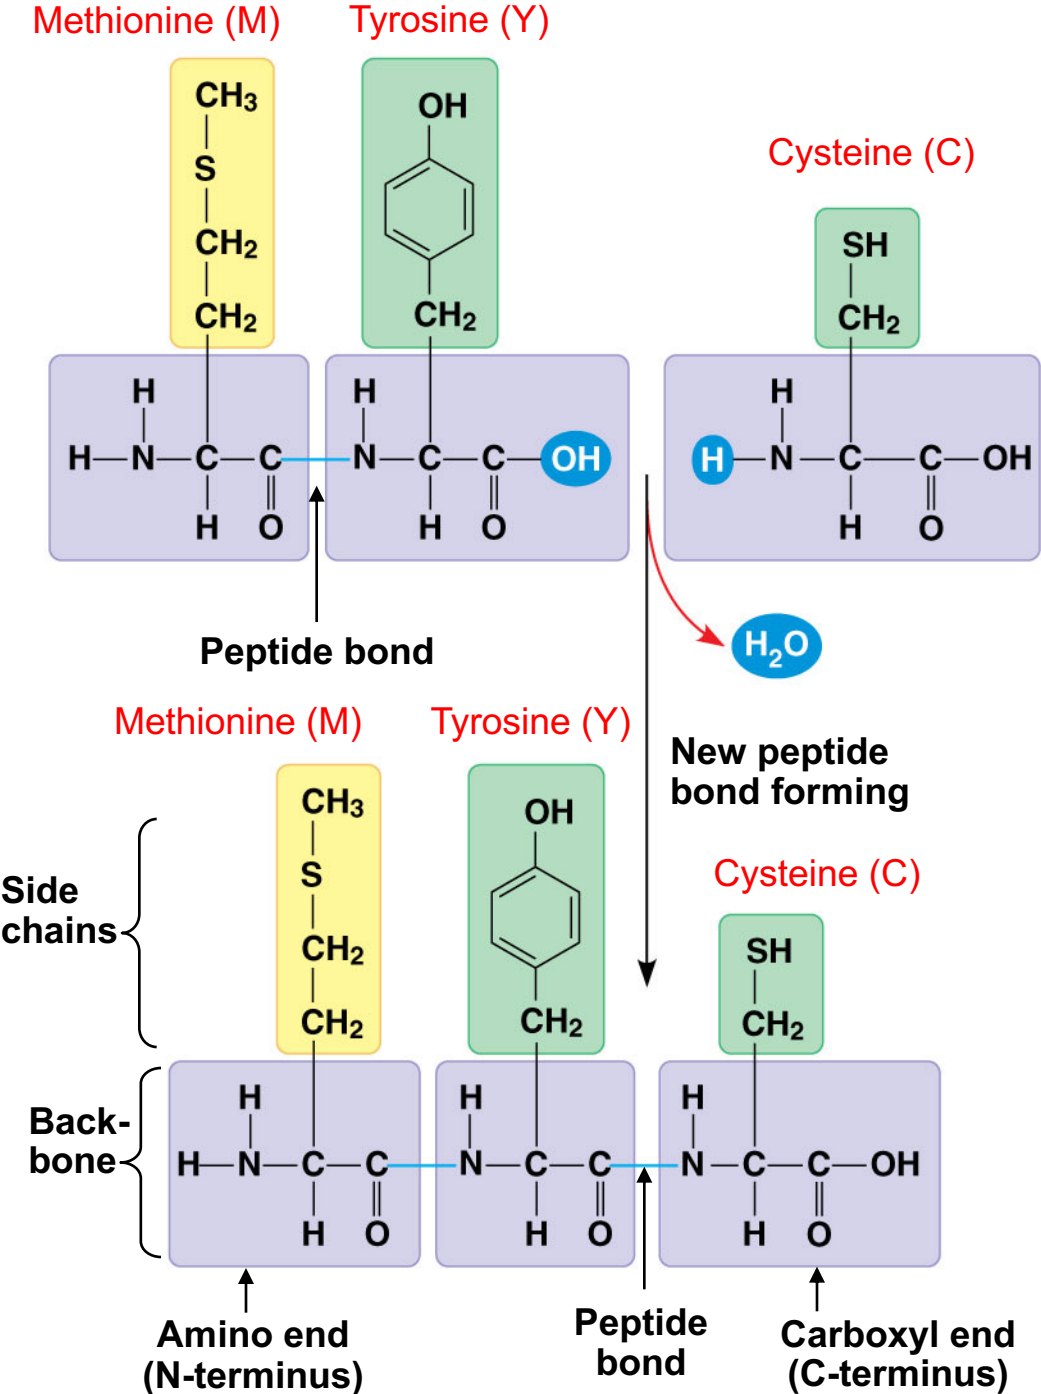 Methionine (M) Tyrosine (Y)
Cysteine (C)
CH3 OH
S
SH
CH2
CH2 CH2 CH2
H H H
H N C C N C C OH H N C C OH
H O H O H O
Peptide bond
H2O
Methionine (M) Tyrosine (Y)
New peptide
bond forming
CH3 OH
Cysteine (C)
S
Side
chains
CH2 SH
CH2 CH2 CH2
H H H
Back-
bone
H N C C N C C N C C OH
H O H O H O
Amino end
(N-terminus)
Peptide
bond
Carboxyl end
(C-terminus)